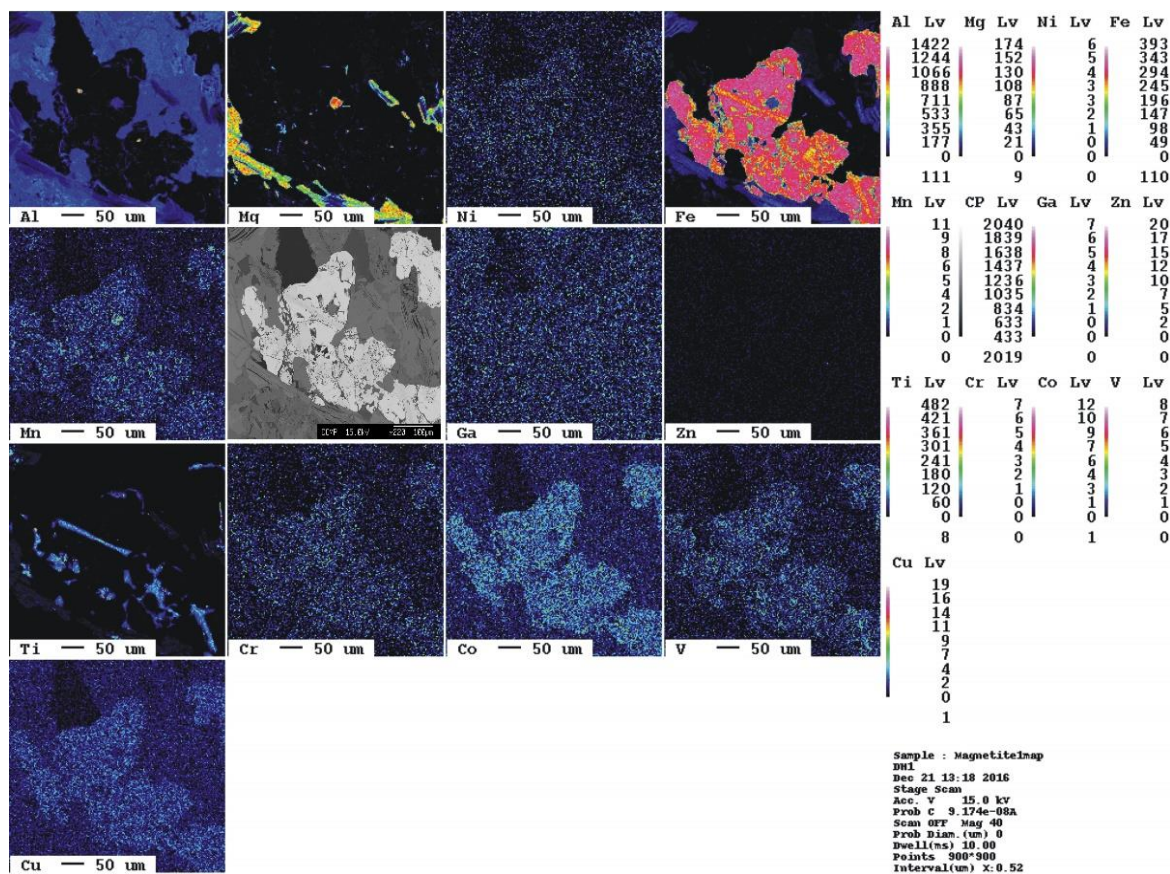 Al 50 um
Mg 50 um
Ni 50 um
Fe 50 um
Mn 50 um
COMP 15.0kV ×220 100µm
Ga 50 um
Zn 50 um
Ti 50 um
Cr 50 um
Co 50 um
V 50 um
Cu 50 um
Al Lv Mg Lv Ni Lv Fe Lv
1422 174 6 393
1244 152 5 343
1066 130 4 294
888 108 3 245
711 87 3 196
533 65 2 147
355 43 1 98
177 21 0 49
0 0 0 0
111 9 0 110
Mn Lv CP Lv Ga Lv Zn Lv
11 2040 7 20
9 1839 6 17
8 1638 5 15
6 1437 4 12
5 1236 3 10
4 1035 2 7
2 834 1 5
1 633 0 2
0 433 0 0
0 2019 0 0
Ti Lv Cr Lv Co Lv V Lv
482 7 12 8
421 6 10 7
361 5 9 6
301 4 7 5
241 3 6 4
180 2 4 3
120 1 3 2
60 0 1 1
0 0 0 0
8 0 1 0
Cu Lv
19
16
14
11
9
7
4
2
0
1
Sample : Magnetite1map
DH1
Dec 21 13:18 2016
Stage Scan
Acc. V 15.0 kV
Prob C 9.174e-08A
Scan OFF Mag 40
Prob Diam.(um) 0
Dwell(ms) 10.00
Points 900*900
Interval(um) X:0.52